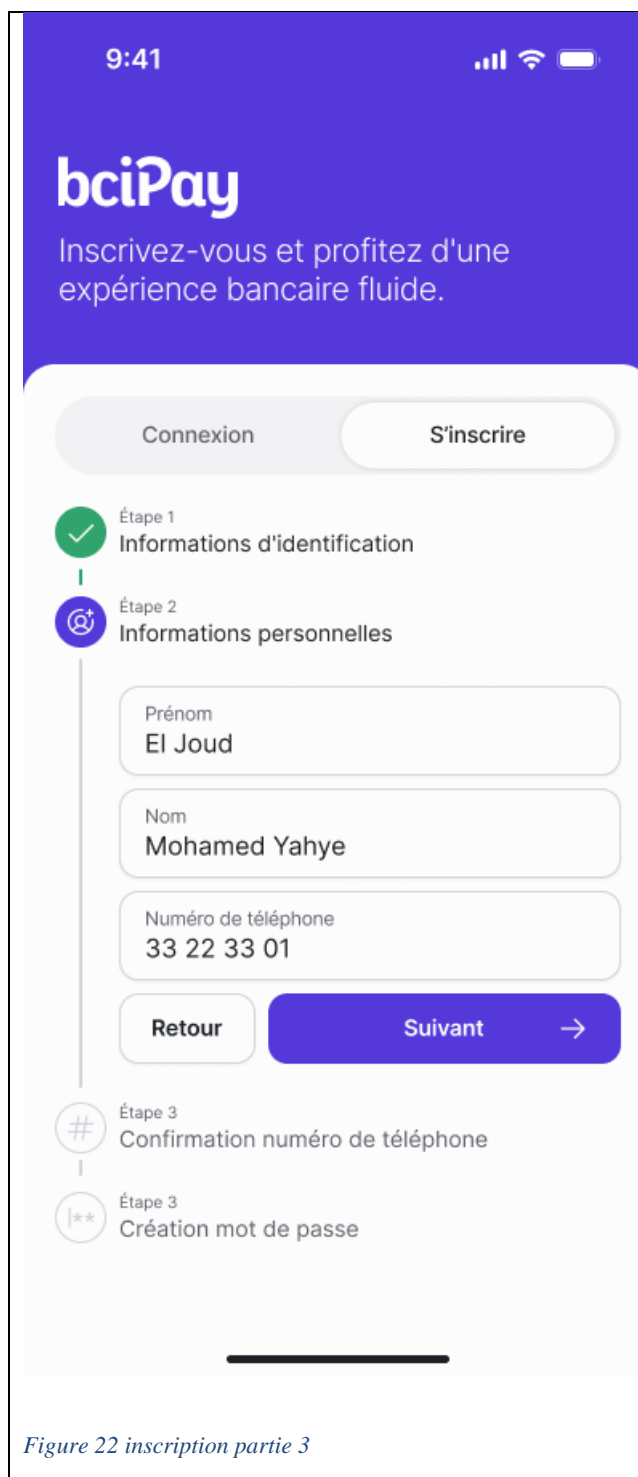 9:41
bciPay
Inscrivez-vous et profitez d'une
expérience bancaire fluide.
Connexion
S'inscrire
Étape 1
Informations d'identification
Étape 2
Informations personnelles
Prénom
El Joud
Nom
Mohamed Yahye
Numéro de téléphone
33 22 33 01
Retour
Suivant →
#
Étape 3
Confirmation numéro de téléphone
|**
Étape 3
Création mot de passe
Figure 22 inscription partie 3